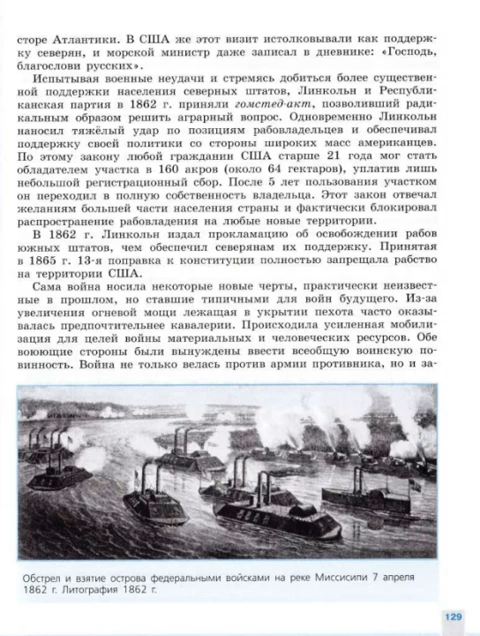 сторе Атлантики. В США же этот визит истолковывали как поддерж-
ку северян, и морской министр даже записал в дневнике: «Господь,
благослови русских».
Испытывая военные неудачи и стремясь добиться более существен-
ной поддержки населения северных штатов, Линкольн и Республи-
канская партия в 1862 г. приняли гомстед-акт, позволивший ради-
кальным образом решить аграрный вопрос. Одновременно Линкольн
наносил тяжёлый удар по позициям рабовладельцев и обеспечивал
поддержку своей политики со стороны широких масс американцев.
По этому закону любой гражданин США старше 21 года мог стать
обладателем участка в 160 акров (около 64 гектаров), уплатив лишь
небольшой регистрационный сбор. После 5 лет пользования участком
он переходил в полную собственность владельца. Этот закон отвечал
желаниям большей части населения страны и фактически блокировал
распространение рабовладения на любые новые территории.
В 1862 г. Линкольн издал прокламацию об освобождении рабов
южных штатов, чем обеспечил северянам их поддержку. Принятая
в 1865 г. 13-я поправка к конституции полностью запрещала рабство
на территории США.
Сама война носила некоторые новые черты, практически неизвест-
ные в прошлом, но ставшие типичными для войн будущего. Из-за
увеличения огневой мощи лежащая в укрытии пехота часто оказы-
валась предпочтительнее кавалерии. Происходила усиленная мобили-
зация для целей войны материальных и человеческих ресурсов. Обе
воюющие стороны были вынуждены ввести всеобщую воинскую по-
винность. Война не только велась против армии противника, но и за-
Обстрел и взятие острова федеральными войсками на реке Миссисипи 7 апреля
1862 г. Литография 1862 г.
129